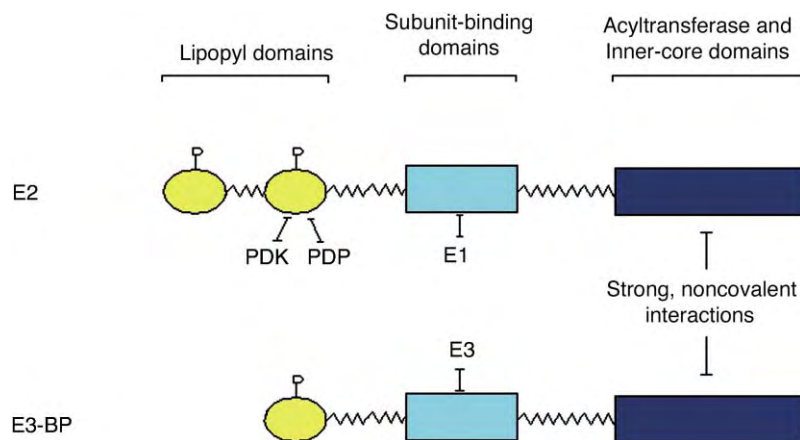 Lipopyl domains
Subunit-binding
domains
Acyltransferase and
Inner-core domains
E2
PDK PDP
E1
Strong, noncovalent
interactions
E3
E3-BP